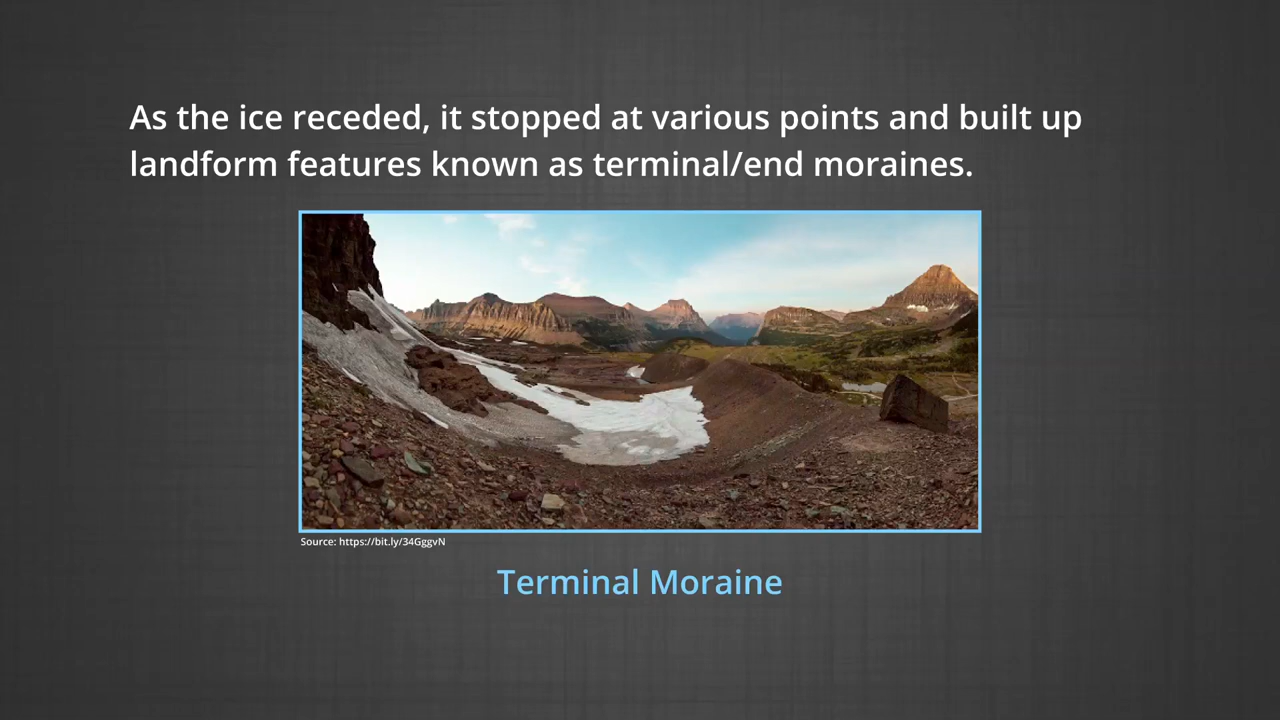 As the ice receded, it stopped at various points and built up
landform features known as terminal/end moraines.
Source: https://bit.ly/34GggvN
Terminal Moraine